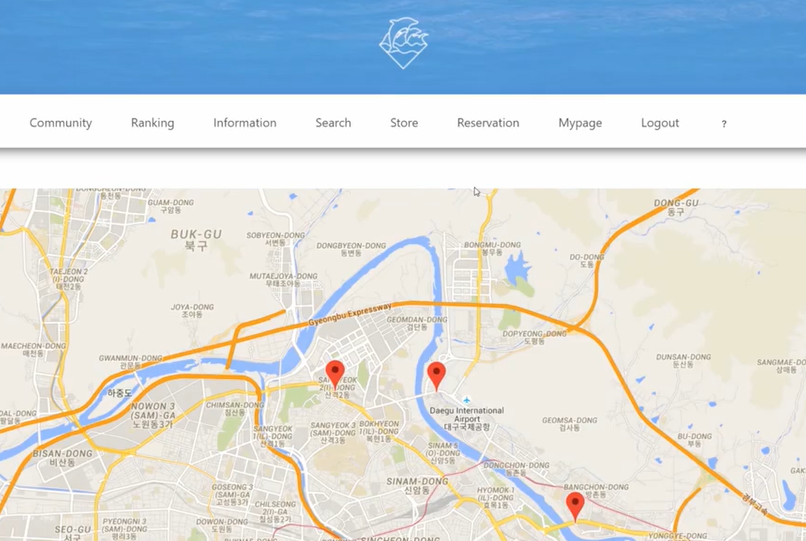 Community Ranking Information Search Store Reservation Mypage Logout ?
DONG-GU
동구
GUAM-DONG
구암동
BUK-GU
북구
SOBYEON-DONG
서변동
DONGBYEON-DONG
동변동
BONGMU-DONG
봉무동
DO-DONG
도동
TAEJEON 2
(I)-DONG
태전2동
MUTAEJOYA-DONG
무태조야동
JOYA-DONG
조야동
Gyeongbu Expressway
GEOMDAN-DONG
검단동
DOPYEONG-DONG
도평동
MAECHEON-DONG
매천동
GWANMUN-DONG
관문동
DUNSAN-DONG
둔산동
SANGMAE-DO
상매동
하중도
SANGYEOK
2(I)-DONG
산격2동
NOWON 3
(SAM)-GA
노원동3가
CHIMSAN-DONG
침산동
Daegu International
Airport
대구국제공항
SANGYEOK
1(IL)-DONG
산격1동
SANGYEOK 3
(SAM)-DONG
산격3동
BOKHYEON
1(IL)-DONG
복현1동
GEOMSA-DONG
검사동
BU-DONG
부동
BISAN-DONG
비산동
SINAM 5
(I)-DONG
신암5동
DONGCHON-DONG
SINAM-DONG
신암동
GOSEONG 3
(SAM)-GA
고성동3가
HYOMOK 1
(IL)-DONG
효목1동
BANGCHON-DONG
방촌동
경부고속
CHILSEONG
2(I)-DONG
칠성동2가
SEO-GU
서구
PYEONGNI 3
(SAM)-DONG
평리3동
DOWON-DONG
도원동
SINCHEON-DONG
YONGGYE-DONG